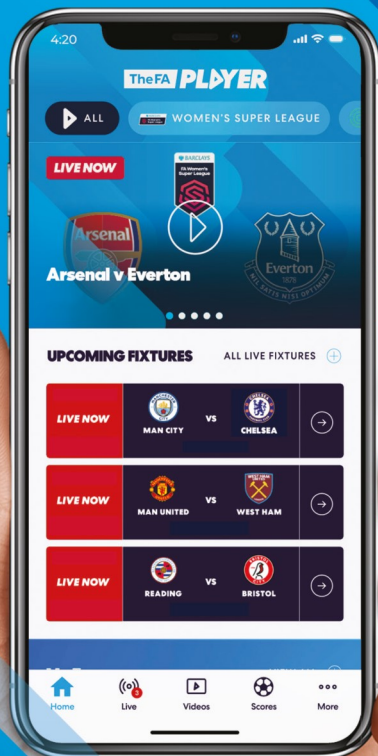 4:20
The FA PLAYER
ALL
WOMEN'S SUPER LEAGUE
LIVE NOW
BARCLAYS
FA Women's
Super League
Arsenal
Everton
1878
NIL SATIS NISI OPTIMUM
Arsenal v Everton
UPCOMING FIXTURES
ALL LIVE FIXTURES
LIVE NOW
MAN CITY
VS
CHELSEA
LIVE NOW
MAN UNITED
VS
WEST HAM
LIVE NOW
READING
VS
BRISTOL
3
Home
Live
Videos
Scores
More